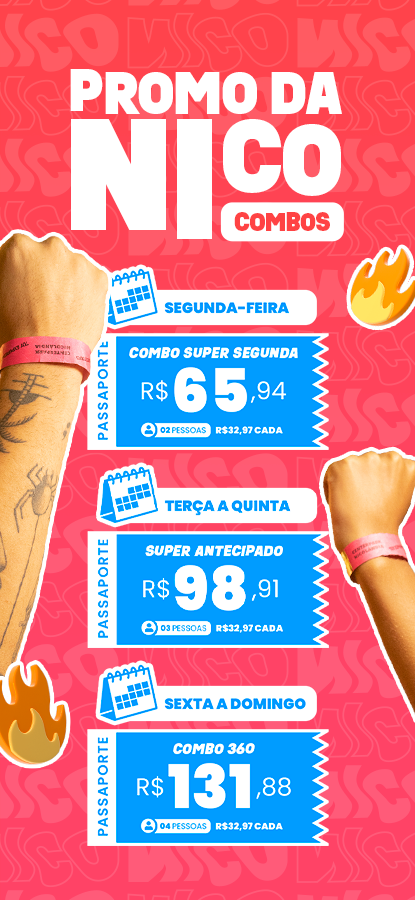 PROMO DA
NICO
COMBOS
SEGUNDA-FEIRA
PASSAPORTE
COMBO SUPER SEGUNDA
R$65,94
02 PESSOAS R$32,97 CADA
TERÇA A QUINTA
PASSAPORTE
SUPER ANTECIPADO
R$98,91
03 PESSOAS R$32,97 CADA
SEXTA A DOMINGO
PASSAPORTE
COMBO 360
R$131,88
04 PESSOAS R$32,97 CADA